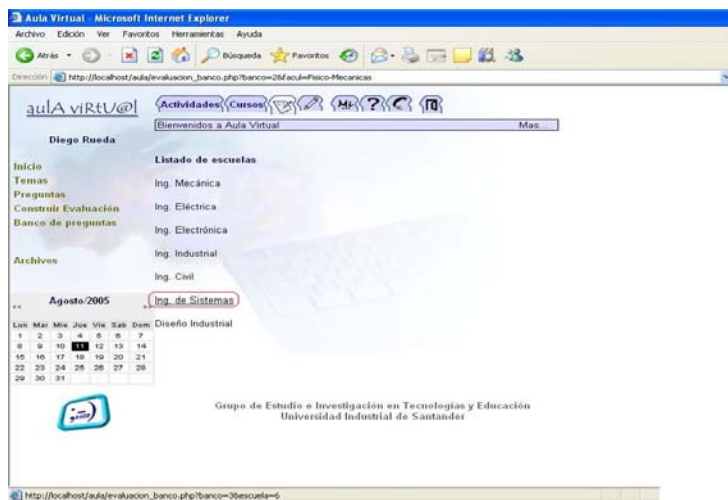 Aula Virtual - Microsoft Internet Explorer
Archivo Edición Ver Favoritos Herramientas Ayuda
Atrás Búsqueda Favoritos
Dirección http://localhost/aula/evaluacion_banco.php?banco=2&facul=Fisico-Mecanicas
aulA viRtU@l
Actividades Cursos ?
Bienvenidos a Aula Virtual Mas...
Diego Rueda
Inicio
Temas
Preguntas
Construir Evaluación
Banco de preguntas
Archivos
Listado de escuelas
Ing. Mecánica
Ing. Eléctrica
Ing. Electrónica
Ing. Industrial
Ing. Civil
Ing. de Sistemas
Diseño Industrial
<< Agosto/2005 >>
Lun Mar Mie Jue Vie Sab Dom
1 2 3 4 5 6 7
8 9 10 11 12 13 14
15 16 17 18 19 20 21
22 23 24 25 26 27 28
29 30 31
Grupo de Estudio e Investigación en Tecnologías y Educación
Universidad Industrial de Santander
http://localhost/aula/evaluacion_banco.php?banco=3&escuela=6